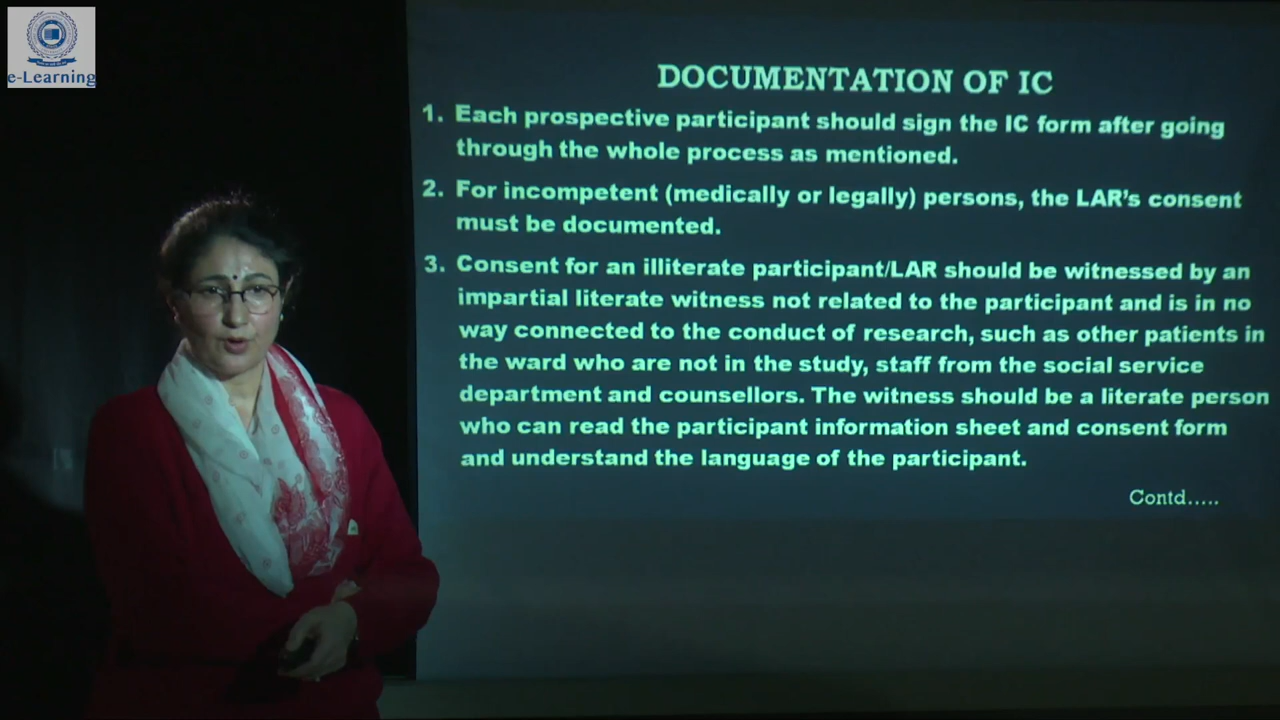 e-Learning
DOCUMENTATION OF IC
1. Each prospective participant should sign the IC form after going
through the whole process as mentioned.
2. For incompetent (medically or legally) persons, the LAR's consent
must be documented.
3. Consent for an illiterate participant/LAR should be witnessed by an
impartial literate witness not related to the participant and is in no
way connected to the conduct of research, such as other patients in
the ward who are not in the study, staff from the social service
department and counsellors. The witness should be a literate person
who can read the participant information sheet and consent form
and understand the language of the participant.
Contd.....